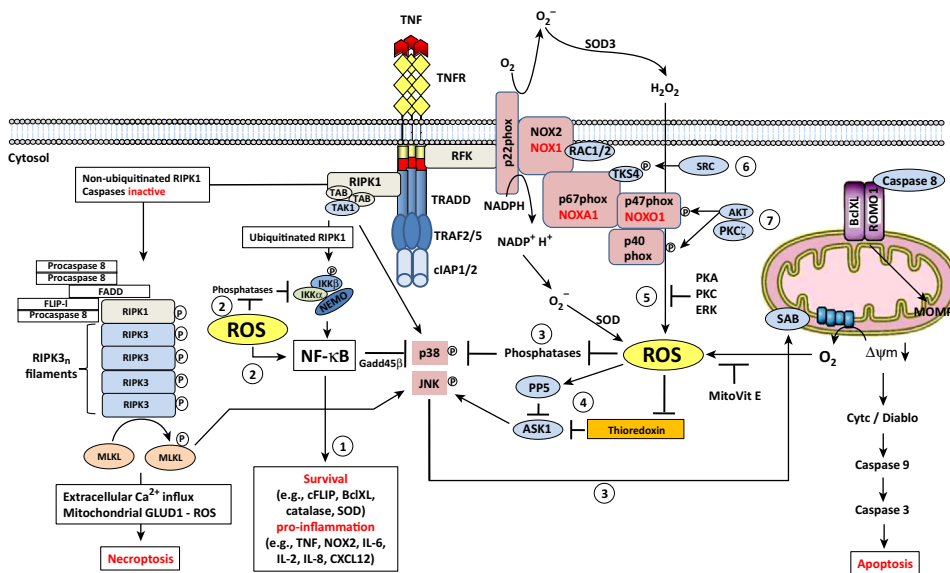 TNF
TNFR
O2−
SOD3
O2
H2O2
Cytosol
p22phox
NOX2
NOX1
RAC1/2
RFK
TKS4
P
SRC
6
Non-ubiquitinated RIPK1
Caspases inactive
RIPK1
TAB
TAB
TAK1
TRADD
NADPH
p67phox
NOXA1
p47phox
NOXO1
P
AKT
PKCζ
7
Caspase 8
BclXL
ROMO1
Ubiquitinated RIPK1
TRAF2/5
NADP+ H+
p40
phox
P
cIAP1/2
Procaspase 8
Procaspase 8
FADD
FLIP-I
Procaspase 8
Phosphatases
2
P
IKKβ
IKKα
NEMO
O2−
5
PKA
PKC
ERK
MOMP
SAB
RIPK1
P
RIPK3
P
RIPK3
P
RIPK3
P
RIPK3
P
RIPK3n
filaments
ROS
2
NF-κB
Gadd45β
p38
P
JNK
P
3
Phosphatases
SOD
ROS
MitoVit E
O2
Δψm
PP5
4
ASK1
Thioredoxin
MLKL
P
MLKL
1
3
Cytc / Diablo
Caspase 9
Caspase 3
Apoptosis
Extracellular Ca2+ influx
Mitochondrial GLUD1 - ROS
Necroptosis
Survival
(e.g., cFLIP, BclXL,
catalase, SOD)
pro-inflammation
(e.g., TNF, NOX2, IL-6,
IL-2, IL-8, CXCL12)